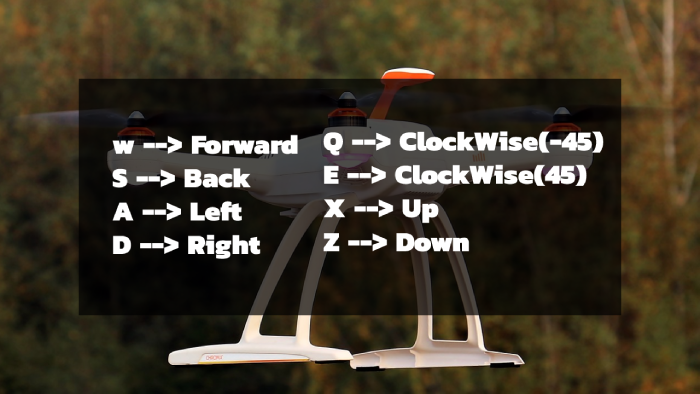 w --> Forward
S --> Back
A --> Left
D --> Right
Q --> ClockWise(-45)
E --> ClockWise(45)
X --> Up
Z --> Down